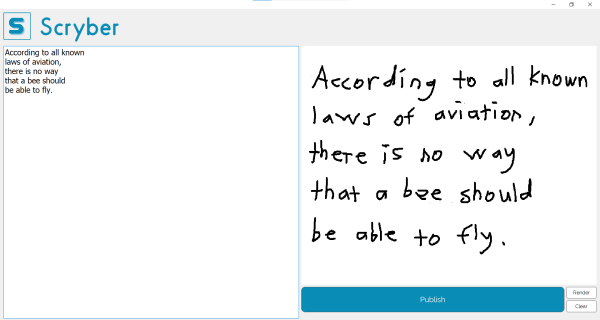 S Scryber
According to all known
laws of aviation,
there is no way
that a bee should
be able to fly.
According to all known
laws of aviation,
there is no way
that a bee should
be able to fly.
Publish
Render
Clear